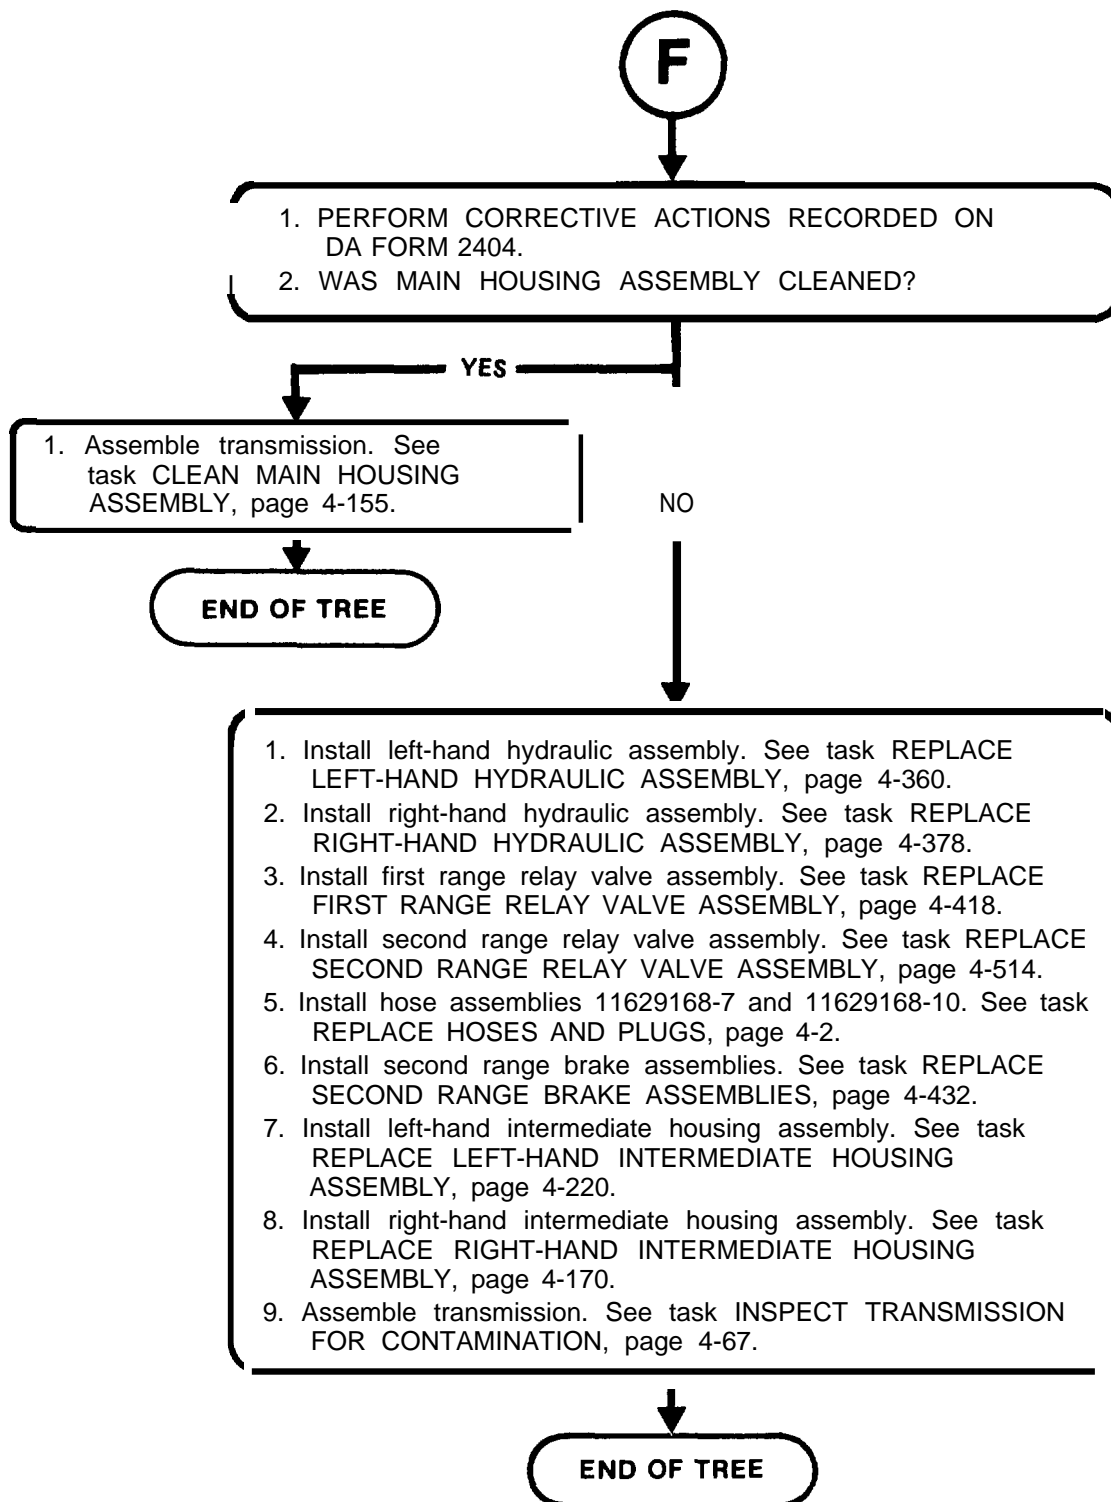 F
1. PERFORM CORRECTIVE ACTIONS RECORDED ON
DA FORM 2404.
2. WAS MAIN HOUSING ASSEMBLY CLEANED?
YES
1. Assemble transmission. See
task CLEAN MAIN HOUSING
ASSEMBLY, page 4-155.
NO
END OF TREE
1. Install left-hand hydraulic assembly. See task REPLACE
LEFT-HAND HYDRAULIC ASSEMBLY, page 4-360.
2. Install right-hand hydraulic assembly. See task REPLACE
RIGHT-HAND HYDRAULIC ASSEMBLY, page 4-378.
3. Install first range relay valve assembly. See task REPLACE
FIRST RANGE RELAY VALVE ASSEMBLY, page 4-418.
4. Install second range relay valve assembly. See task REPLACE
SECOND RANGE RELAY VALVE ASSEMBLY, page 4-514.
5. Install hose assemblies 11629168-7 and 11629168-10. See task
REPLACE HOSES AND PLUGS, page 4-2.
6. Install second range brake assemblies. See task REPLACE
SECOND RANGE BRAKE ASSEMBLIES, page 4-432.
7. Install left-hand intermediate housing assembly. See task
REPLACE LEFT-HAND INTERMEDIATE HOUSING
ASSEMBLY, page 4-220.
8. Install right-hand intermediate housing assembly. See task
REPLACE RIGHT-HAND INTERMEDIATE HOUSING
ASSEMBLY, page 4-170.
9. Assemble transmission. See task INSPECT TRANSMISSION
FOR CONTAMINATION, page 4-67.
END OF TREE